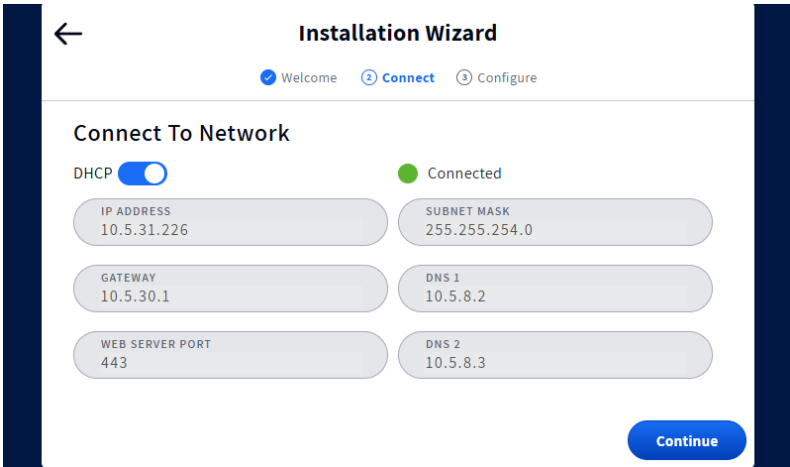 Installation Wizard
Welcome 2 Connect 3 Configure
Connect To Network
DHCP Connected
IP ADDRESS SUBNET MASK
10.5.31.226 255.255.254.0
GATEWAY DNS 1
10.5.30.1 10.5.8.2
WEB SERVER PORT DNS 2
443 10.5.8.3
Continue